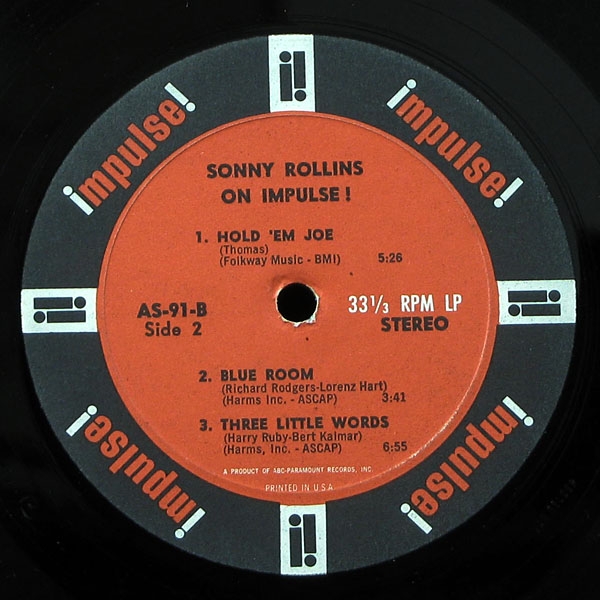 impulse!
impulse!
SONNY ROLLINS
ON IMPULSE!
1. HOLD 'EM JOE
(Thomas)
(Folkway Music - BMI) 5:26
AS-91-B
Side 2
33 1/3 RPM LP
STEREO
2. BLUE ROOM
(Richard Rodgers-Lorenz Hart)
(Harms Inc. - ASCAP) 3:41
3. THREE LITTLE WORDS
(Harry Ruby-Bert Kalmar)
(Harms, Inc. - ASCAP) 6:55
A PRODUCT OF ABC-PARAMOUNT RECORDS, INC.
PRINTED IN U.S.A.
impulse!
impulse!